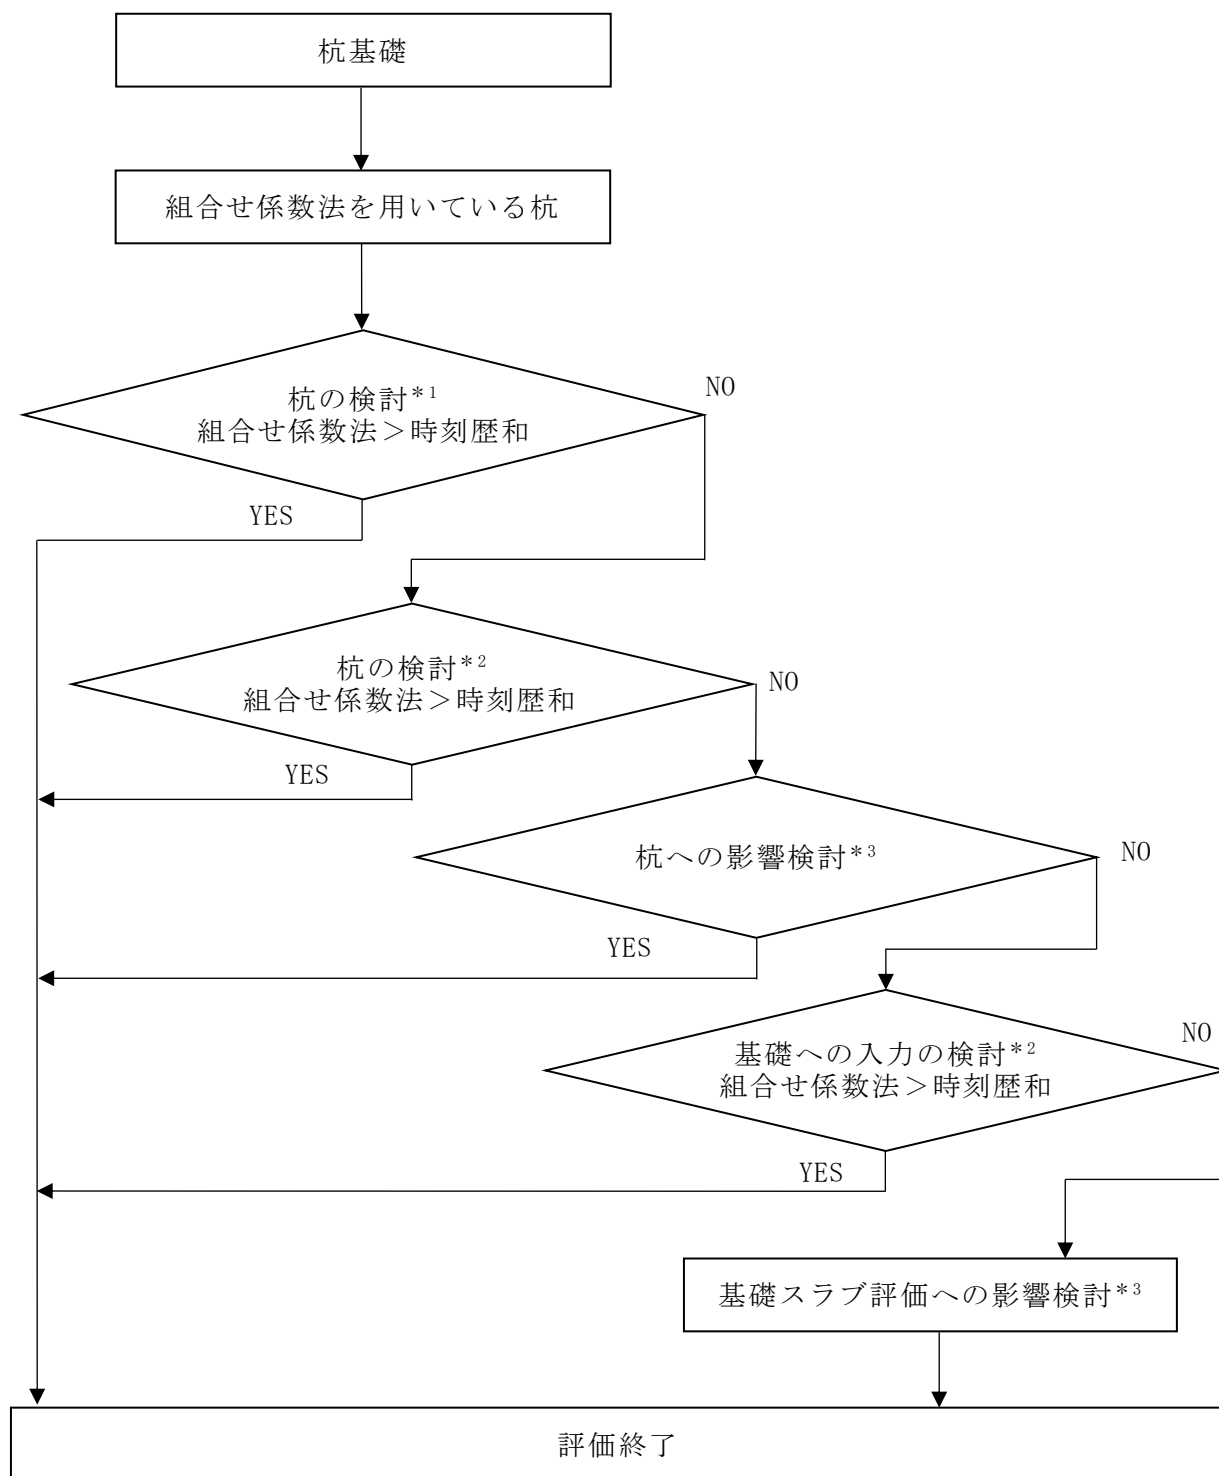 杭基礎
組合せ係数法を用いている杭
杭の検討*1
組合せ係数法＞時刻歴和
NO
YES
杭の検討*2
組合せ係数法＞時刻歴和
NO
YES
杭への影響検討*3
NO
YES
基礎への入力の検討*2
組合せ係数法＞時刻歴和
NO
YES
基礎スラブ評価への影響検討*3
評価終了